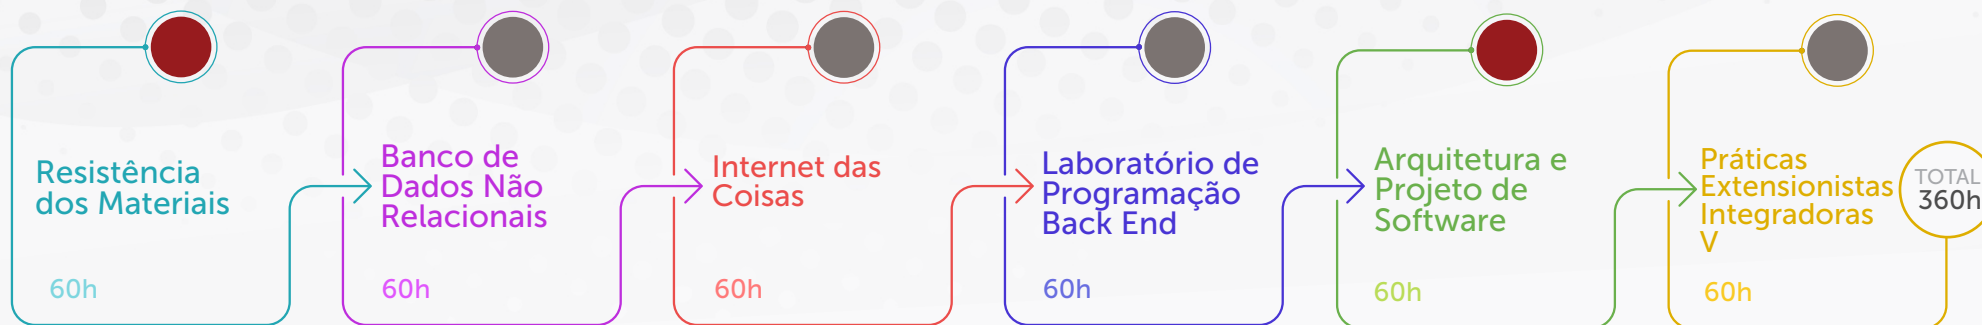 Resistência
dos Materiais
60h
Banco de
Dados Não
Relacionais
60h
Internet das
Coisas
60h
Laboratório de
Programação
Back End
60h
Arquitetura e
Projeto de
Software
60h
Práticas
Extensionistas
Integradoras
V
60h
TOTAL
360h